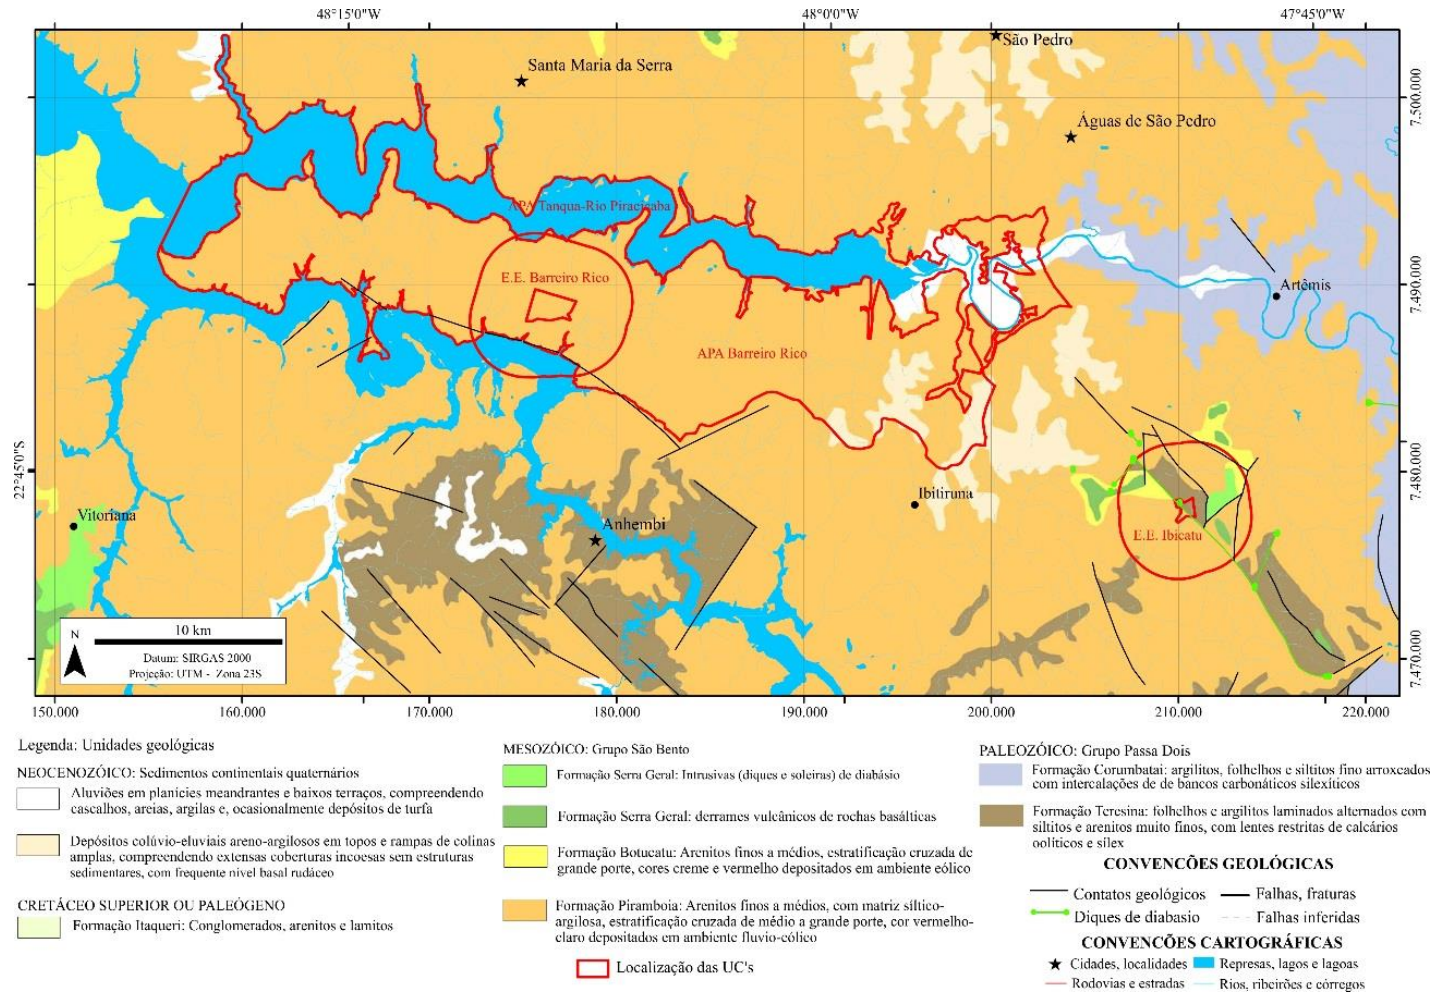 48°15'0"W 48°0'0"W 47°45'0"W
São Pedro
Santa Maria da Serra
7.500.000
Águas de São Pedro
APA Tanqua-Rio Piracicaba
E.E. Barreiro Rico
7.490.000
Artêmis
APA Barreiro Rico
22°45'0"S
7.480.000
Ibitiruna
Vitoriana
Anhembi
E.E. Ibicatu
N
10 km
Datum: SIRGAS 2000
Projeção: UTM - Zona 23S
7.470.000
150.000 160.000 170.000 180.000 190.000 200.000 210.000 220.000
Legenda: Unidades geológicas
NEOCENOZÓICO: Sedimentos continentais quaternários
Aluviões em planícies meandrantes e baixos terraços, compreendendo
cascalhos, areias, argilas e, ocasionalmente depósitos de turfa
Depósitos colúvio-eluviais areno-argilosos em topos e rampas de colinas
amplas, compreendendo extensas coberturas incoesas sem estruturas
sedimentares, com frequente nível basal rudáceo
CRETÁCEO SUPERIOR OU PALEÓGENO
Formação Itaqueri: Conglomerados, arenitos e lamitos
MESOZÓICO: Grupo São Bento
Formação Serra Geral: Intrusivas (diques e soleiras) de diabásio
Formação Serra Geral: derrames vulcânicos de rochas basálticas
Formação Botucatu: Arenitos finos a médios, estratificação cruzada de
grande porte, cores creme e vermelho depositados em ambiente eólico
Formação Piramboia: Arenitos finos a médios, com matriz síltico-
argilosa, estratificação cruzada de médio a grande porte, cor vermelho-
claro depositados em ambiente fluvio-eólico
Localização das UC's
PALEOZÓICO: Grupo Passa Dois
Formação Corumbatai: argilitos, folhelhos e siltitos fino arroxeados
com intercalações de de bancos carbonáticos silexíticos
Formação Teresina: folhelhos e argilitos laminados alternados com
siltitos e arenitos muito finos, com lentes restritas de calcários
oolíticos e silex
CONVENCÕES GEOLÓGICAS
Contatos geológicos Falhas, fraturas
Diques de diabasio Falhas inferidas
CONVENCÕES CARTOGRÁFICAS
Cidades, localidades Represas, lagos e lagoas
Rodovias e estradas Rios, ribeirões e córregos